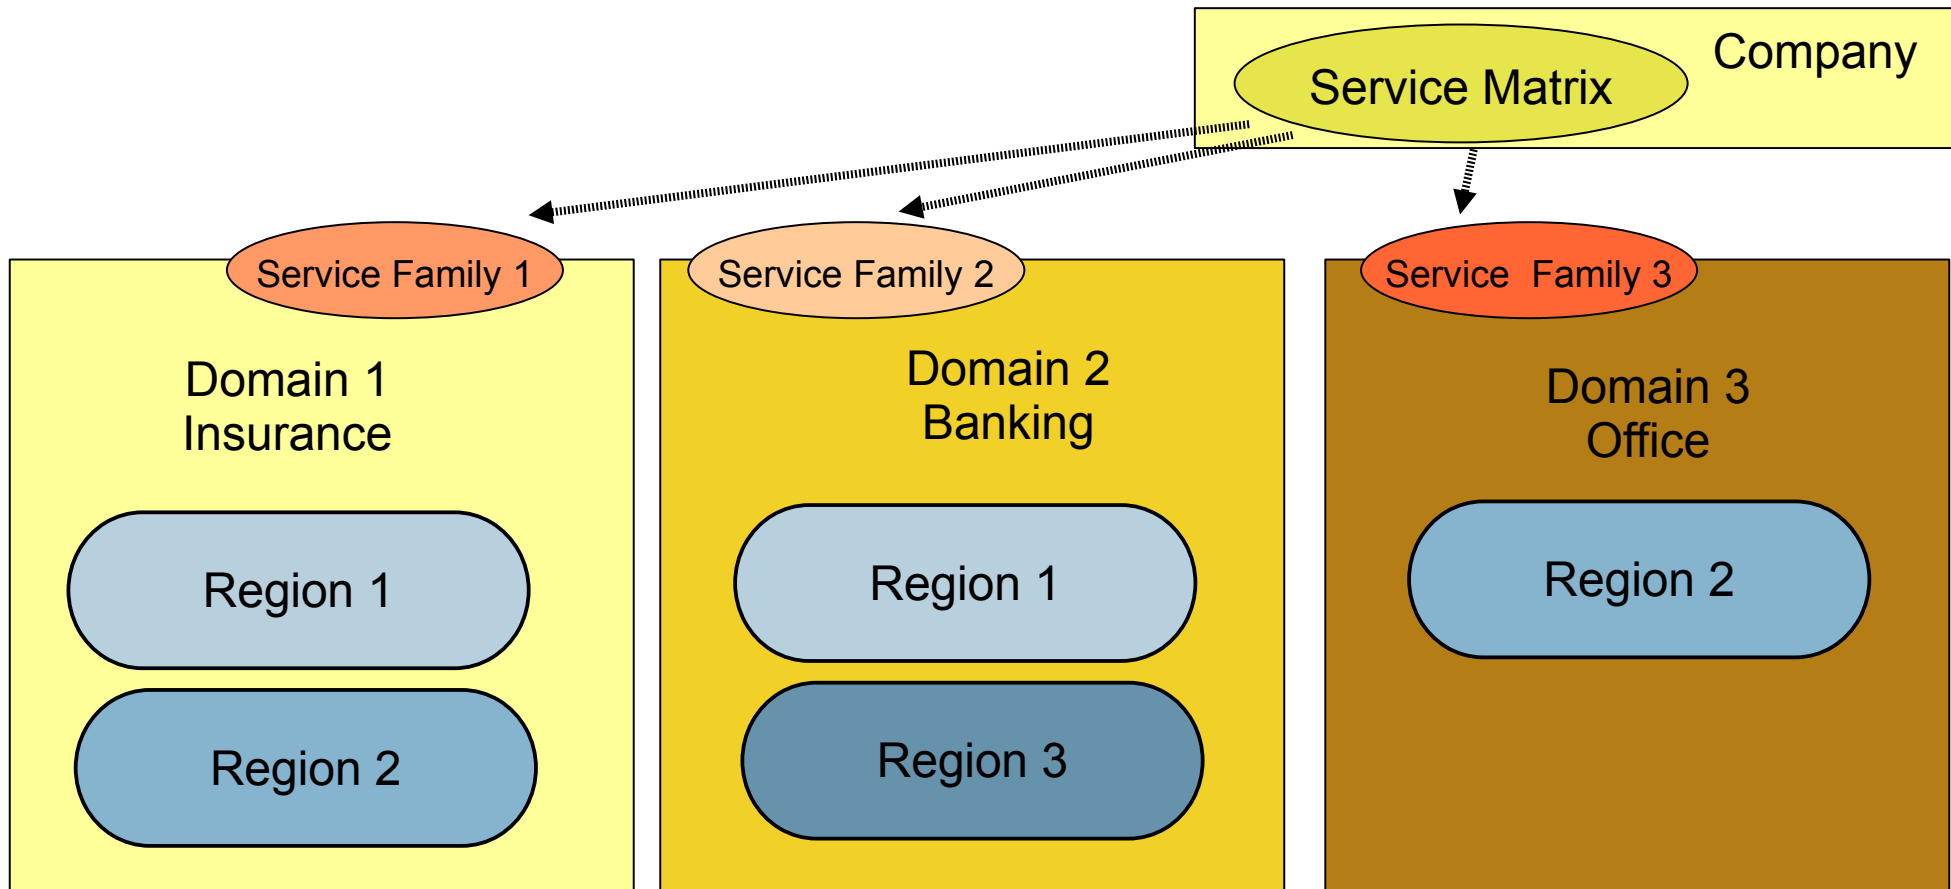 Company
Service Matrix
Service Family 1
Service Family 2
Service  Family 3
Domain 1
Insurance
Domain 2
Banking
Domain 3
Office
Region 1
Region 2
Region 1
Region 3
Region 2